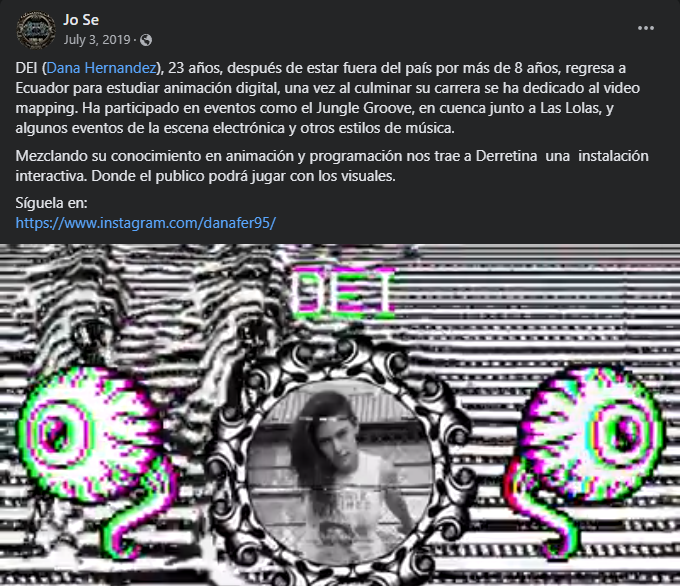 Jo Se
July 3, 2019 ·
DEI (Dana Hernandez), 23 años, después de estar fuera del país por más de 8 años, regresa a
Ecuador para estudiar animación digital, una vez al culminar su carrera se ha dedicado al video
mapping. Ha participado en eventos como el Jungle Groove, en cuenca junto a Las Lolas, y
algunos eventos de la escena electrónica y otros estilos de música.
Mezclando su conocimiento en animación y programación nos trae a Derretina una instalación
interactiva. Donde el publico podrá jugar con los visuales.
Síguela en:
https://www.instagram.com/danafer95/
DEI